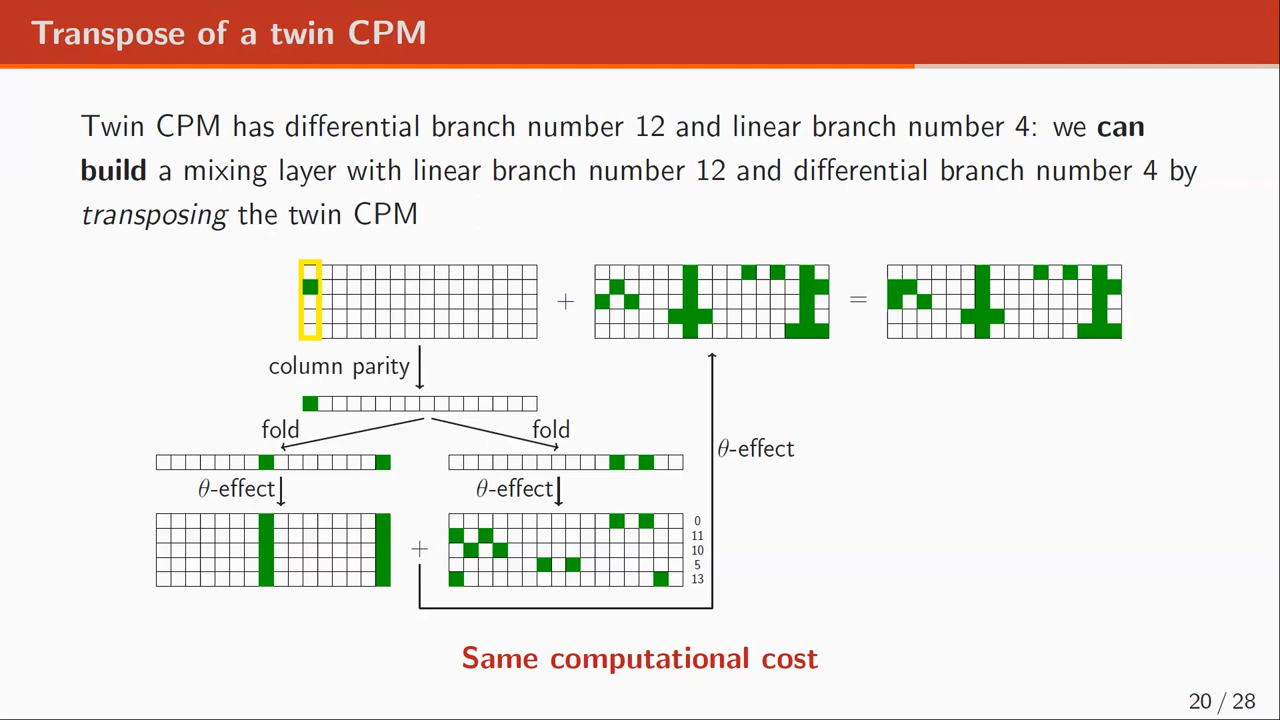 Transpose of a twin CPM
Twin CPM has differential branch number 12 and linear branch number 4: we can
build a mixing layer with linear branch number 12 and differential branch number 4 by
transposing the twin CPM
+
=
column parity
fold
fold
θ-effect
θ-effect
θ-effect
0
11
10
5
13
+
Same computational cost
20 / 28